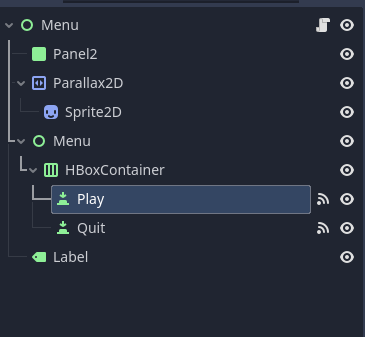 Menu
Panel2
Parallax2D
Sprite2D
Menu
HBoxContainer
Play
Quit
Label